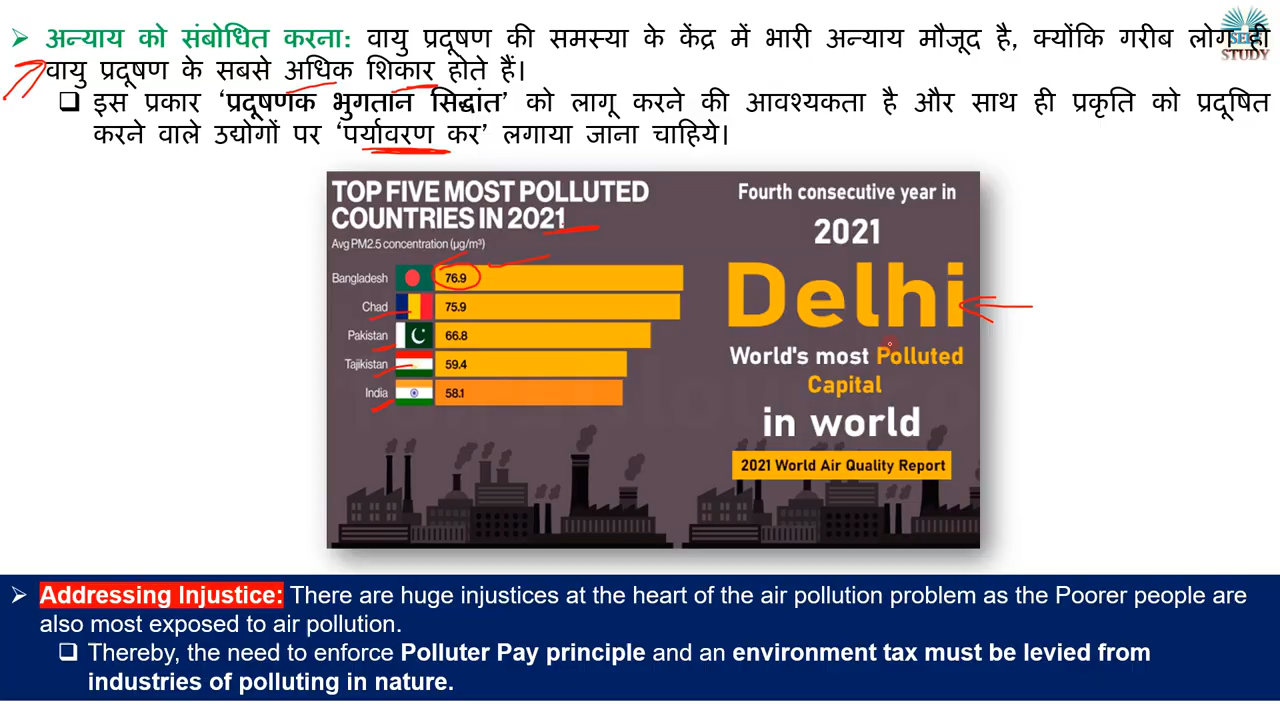 ➢ अन्याय को संबोधित करना: वायु प्रदूषण की समस्या के केंद्र में भारी अन्याय मौजूद है, क्योंकि गरीब लोग ही
वायु प्रदूषण के सबसे अधिक शिकार होते हैं।
❑ इस प्रकार ‘प्रदूषणक भुगतान सिद्धांत’ को लागू करने की आवश्यकता है और साथ ही प्रकृति को प्रदूषित
करने वाले उद्योगों पर ‘पर्यावरण कर’ लगाया जाना चाहिये।
SELF
STUDY
TOP FIVE MOST POLLUTED
COUNTRIES IN 2021
Avg PM2.5 concentration (µg/m³)
Bangladesh 76.9
Chad 75.9
Pakistan 66.8
Tajikistan 59.4
India 58.1
Fourth consecutive year in
2021
Delhi
World's most Polluted
Capital
in world
2021 World Air Quality Report
➢ Addressing Injustice: There are huge injustices at the heart of the air pollution problem as the Poorer people are
also most exposed to air pollution.
❑ Thereby, the need to enforce Polluter Pay principle and an environment tax must be levied from
industries of polluting in nature.